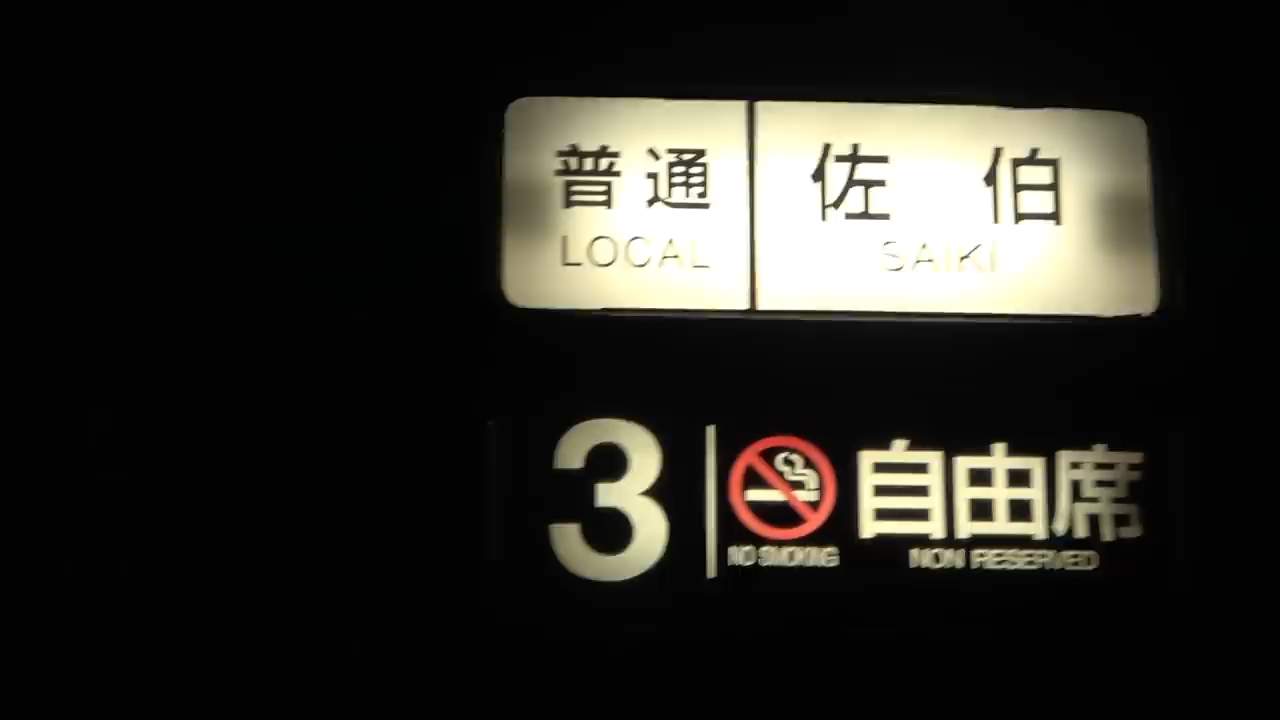 普通 佐伯
LOCAL SAIKI
3 自由席
NO SMOKING NON RESERVED